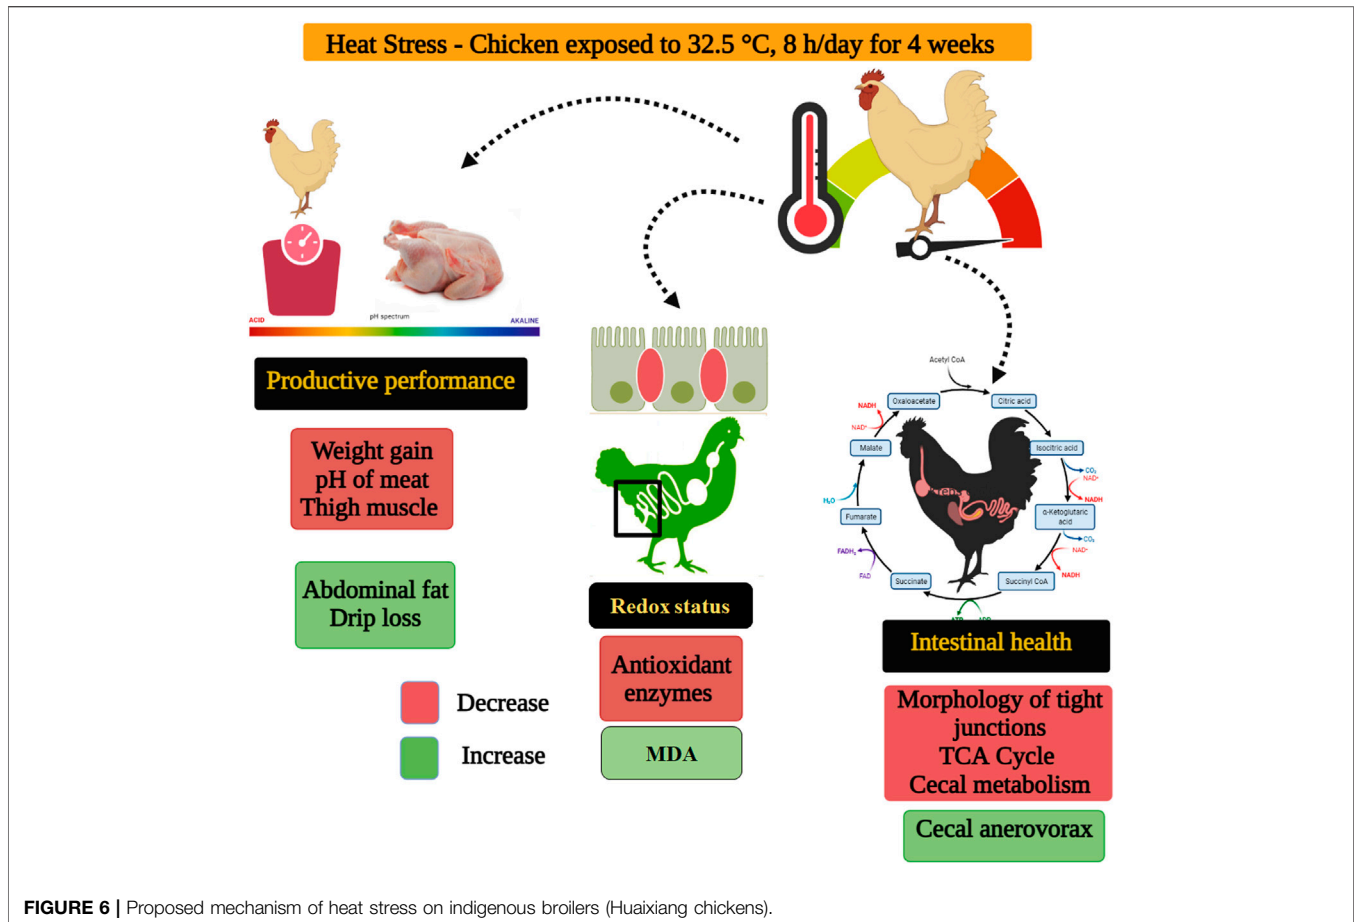 Heat Stress - Chicken exposed to 32.5 °C, 8 h/day for 4 weeks
ACID
pH spectrum
AKALINE
Productive performance
Weight gain
pH of meat
Thigh muscle
Abdominal fat
Drip loss
Decrease
Increase
Redox status
Antioxidant
enzymes
MDA
Acetyl CoA
Oxaloacetate
Citric acid
NADH
NAD⁺
Malate
Isocitric acid
CO₂
NAD⁺
NADH
H₂O
Fumarate
α-Ketoglutaric
acid
CO₂
FADH₂
NAD⁺
FAD
NADH
Succinate
Succinyl CoA
ATP
ADP
Intestinal health
Morphology of tight
junctions
TCA Cycle
Cecal metabolism
Cecal anerovorax
FIGURE 6 | Proposed mechanism of heat stress on indigenous broilers (Huaixiang chickens).